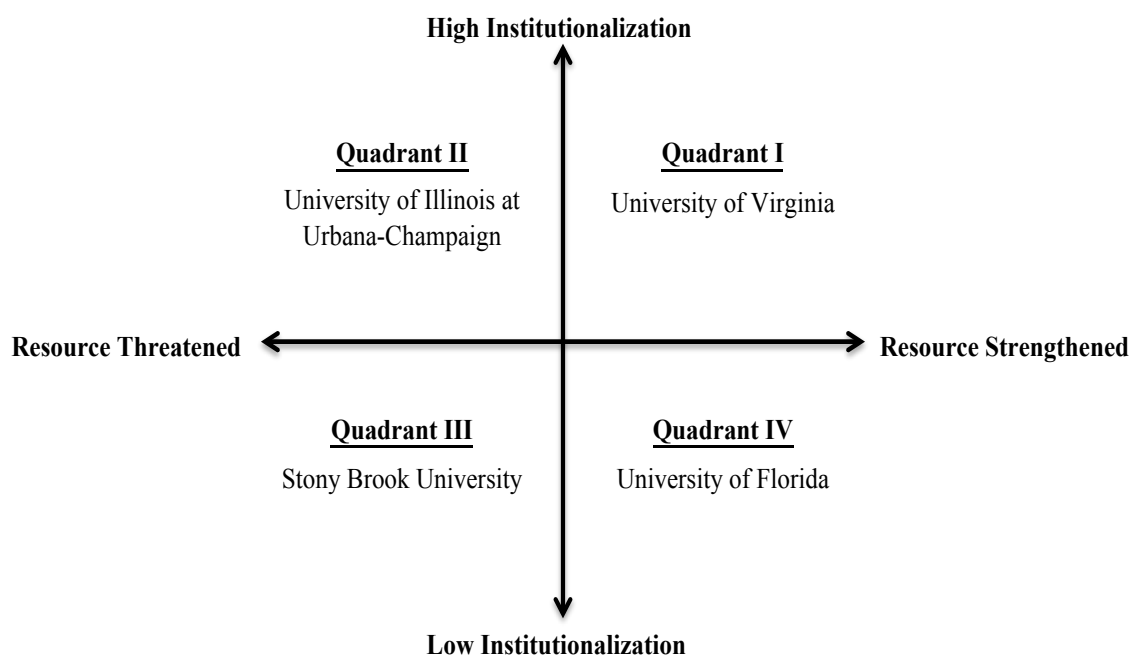 High Institutionalization
Quadrant II
University of Illinois at
Urbana-Champaign
Quadrant I
University of Virginia
Resource Threatened
Resource Strengthened
Quadrant III
Stony Brook University
Quadrant IV
University of Florida
Low Institutionalization